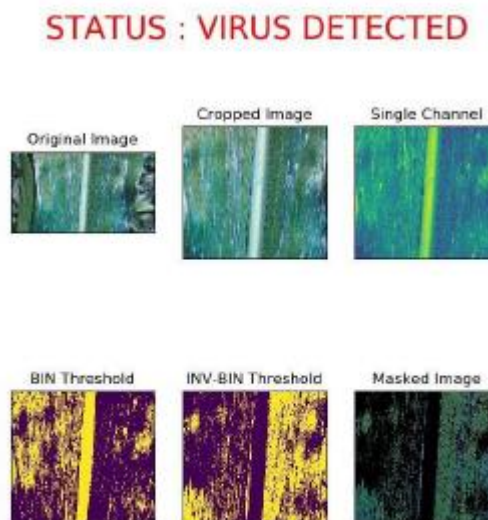 STATUS : VIRUS DETECTED
Original Image
Cropped Image
Single Channel
BIN Threshold
INV-BIN Threshold
Masked Image